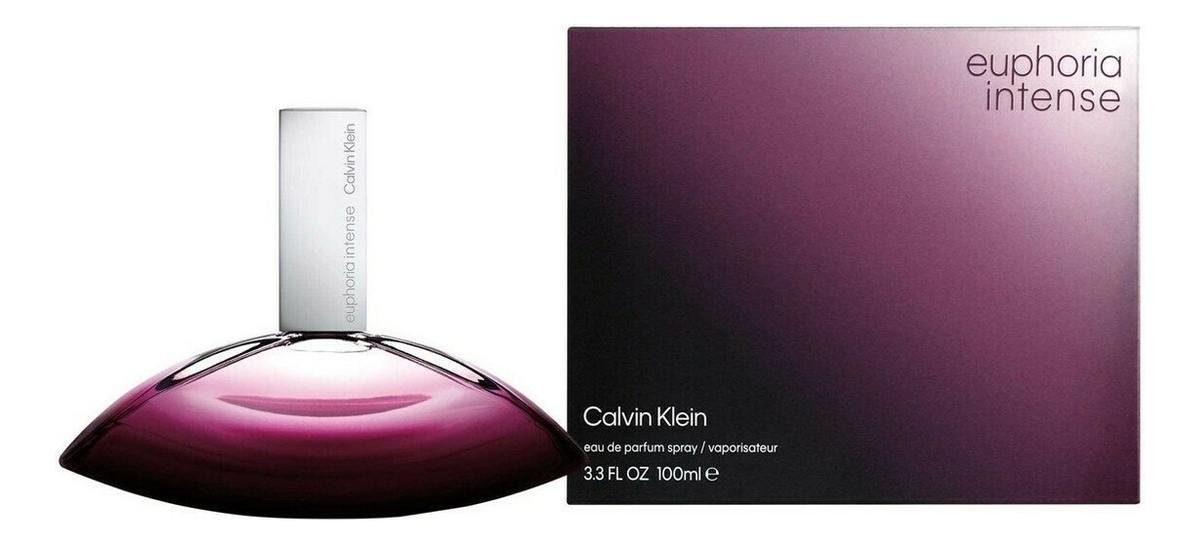 euphoria intense Calvin Klein
euphoria
intense
Calvin Klein
eau de parfum spray / vaporisateur
3.3 FL OZ 100ml ℮